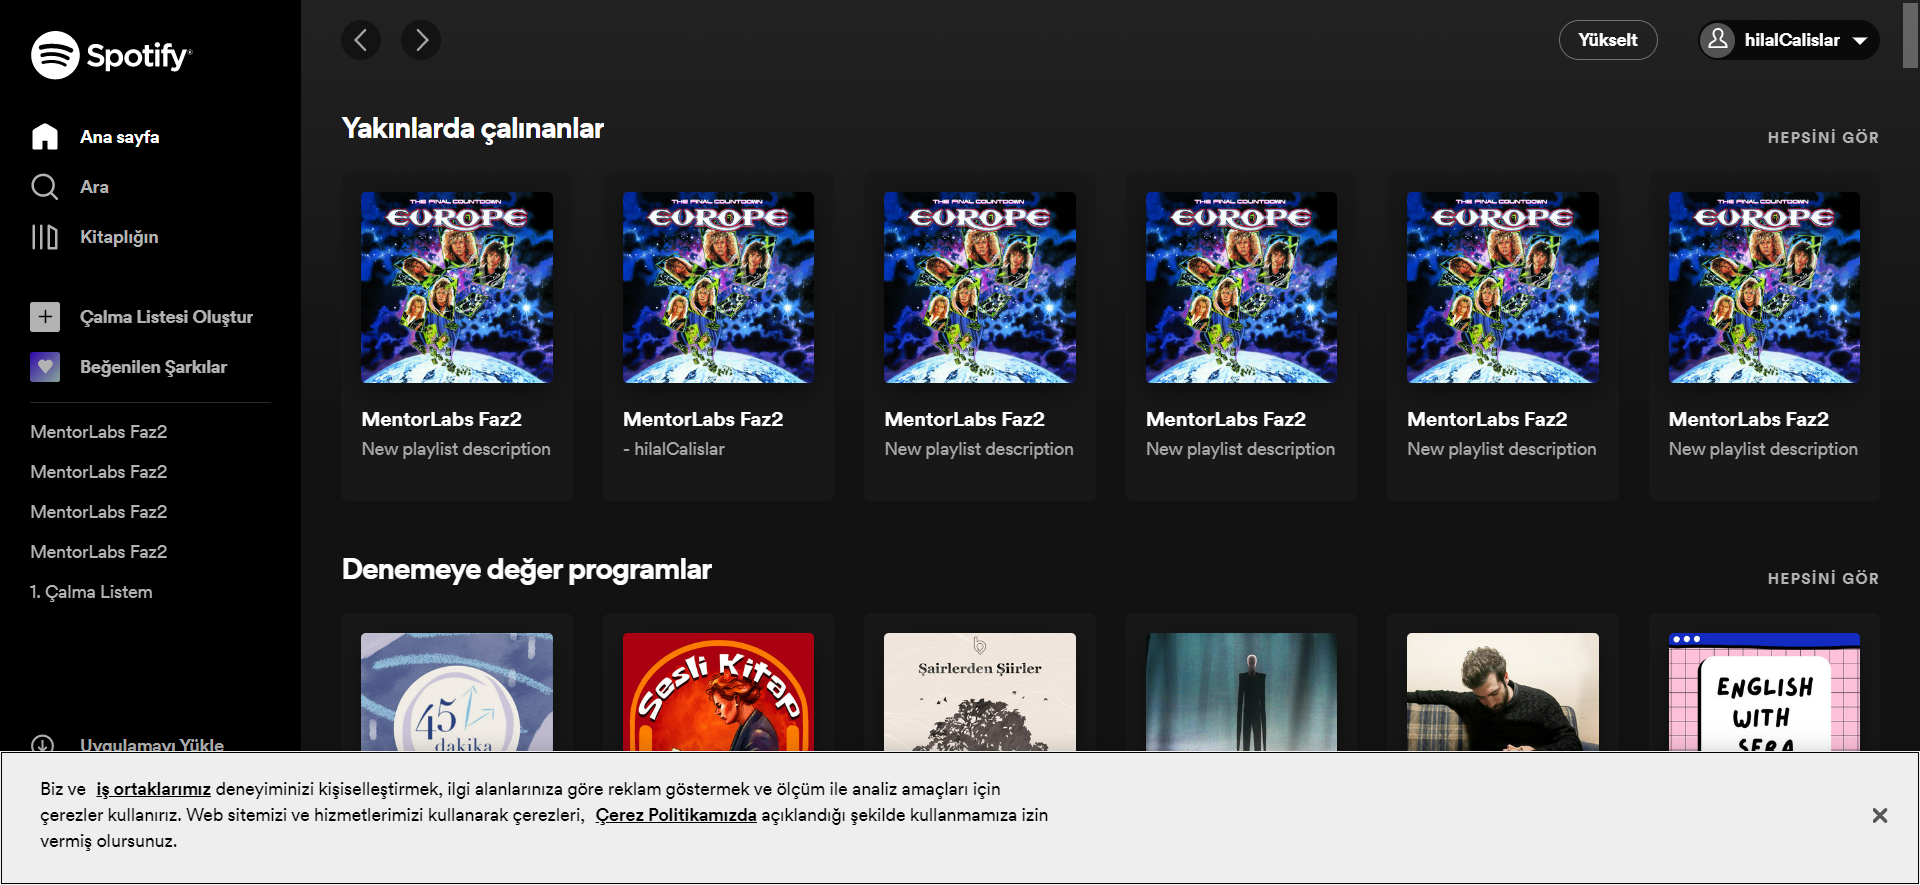 Spotify
Ana sayfa
Ara
Kitaplığın
Çalma Listesi Oluştur
Beğenilen Şarkılar
MentorLabs Faz2
MentorLabs Faz2
MentorLabs Faz2
MentorLabs Faz2
1. Çalma Listem
Uygulamayı Yükle
Yükselt
hilalCalislar
Yakınlarda çalınanlar
HEPSİNİ GÖR
THE FINAL COUNTDOWN
EUROPE
MentorLabs Faz2
New playlist description
THE FINAL COUNTDOWN
EUROPE
MentorLabs Faz2
- hilalCalislar
THE FINAL COUNTDOWN
EUROPE
MentorLabs Faz2
New playlist description
THE FINAL COUNTDOWN
EUROPE
MentorLabs Faz2
New playlist description
THE FINAL COUNTDOWN
EUROPE
MentorLabs Faz2
New playlist description
THE FINAL COUNTDOWN
EUROPE
MentorLabs Faz2
New playlist description
Denemeye değer programlar
HEPSİNİ GÖR
45
dakika
Sesli Kitap
Şairlerden Şiirler
ENGLISH
WITH
SERA
Biz ve iş ortaklarımız deneyiminizi kişiselleştirmek, ilgi alanlarınıza göre reklam göstermek ve ölçüm ile analiz amaçları için
çerezler kullanırız. Web sitemizi ve hizmetlerimizi kullanarak çerezleri, Çerez Politikamızda açıklandığı şekilde kullanmamıza izin
vermiş olursunuz.